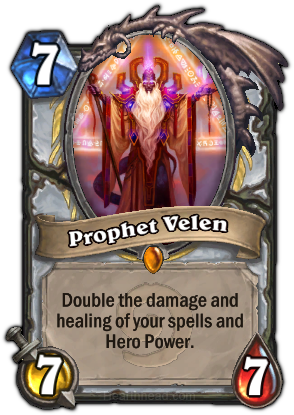 7
Prophet Velen
Double the damage and
healing of your spells and
Hero Power.
7
7